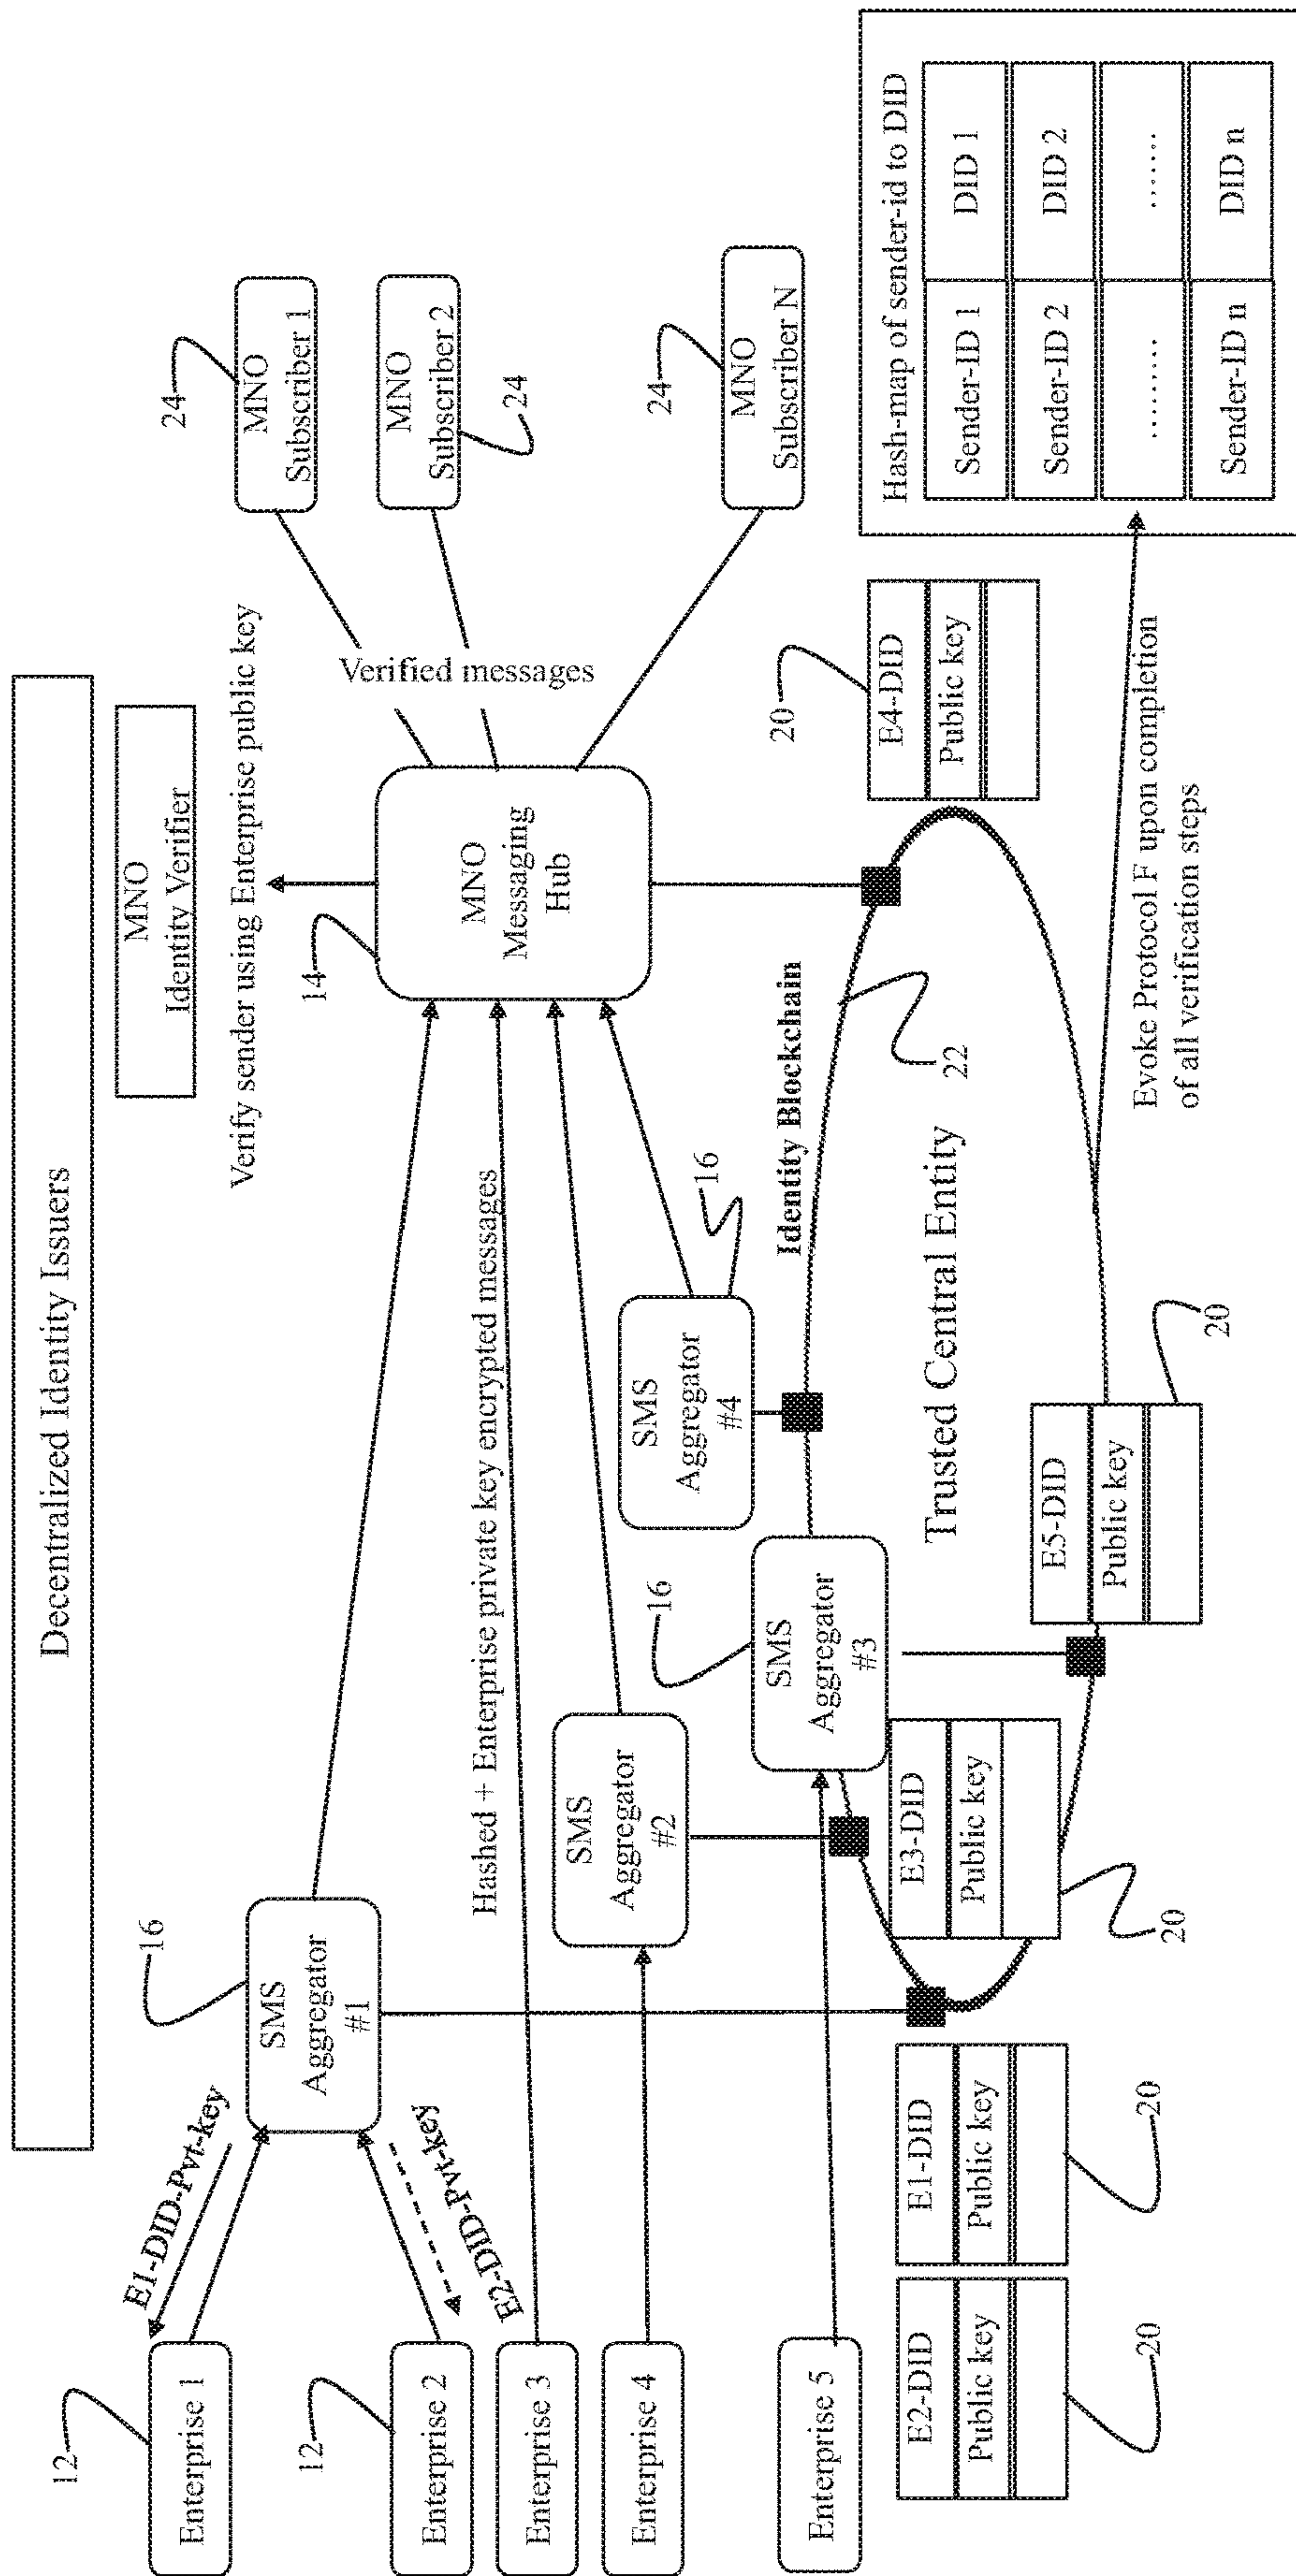 Decentralized Identity Issuers
MNO
Identity Verifier
Verify sender using Enterprise public key
12
Enterprise 1
E1-DID-Pvt-key
16
SMS
Aggregator
#1
12
Enterprise 2
E2-DID-Pvt-key
Enterprise 3
Hashed + Enterprise private key encrypted messages
Enterprise 4
SMS
Aggregator
#2
Enterprise 5
16
SMS
Aggregator
#3
SMS
Aggregator
#4
16
14
MNO
Messaging
Hub
Verified messages
24
MNO
Subscriber 1
MNO
Subscriber 2
24
24
MNO
Subscriber N
Identity Blockchain
22
Trusted Central Entity
E2-DID
Public key
20
E1-DID
Public key
20
E3-DID
Public key
20
E5-DID
Public key
20
20
E4-DID
Public key
Evoke Protocol F upon completion
of all verification steps
Hash-map of sender-id to DID
Sender-ID 1 DID 1
Sender-ID 2 DID 2
......... .......
Sender-ID n DID n